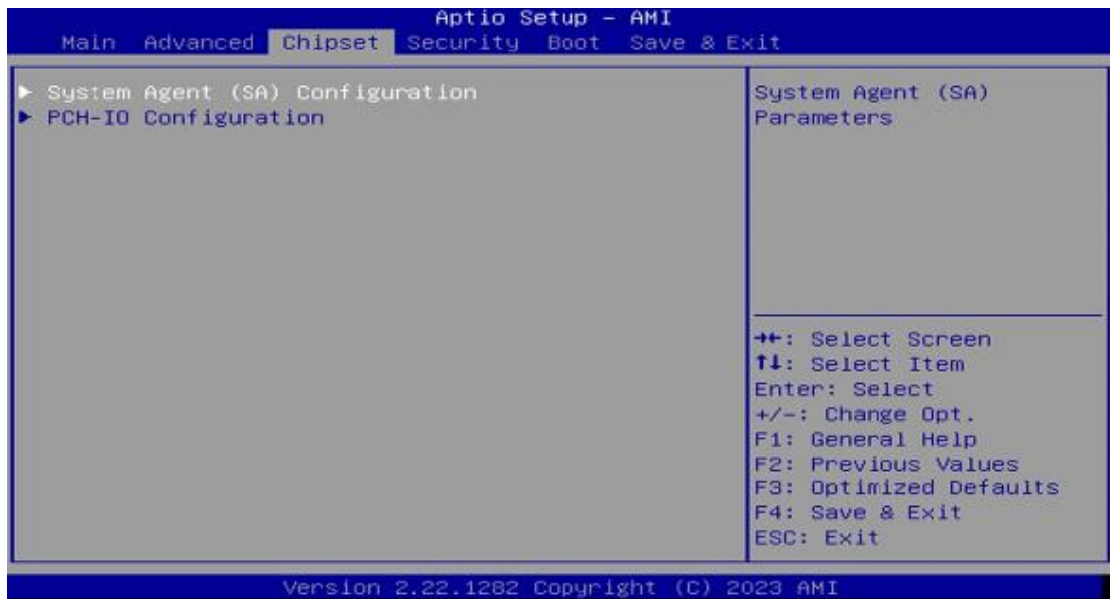 Aptio Setup – AMI
Main Advanced Chipset Security Boot Save & Exit
► System Agent (SA) Configuration
► PCH-IO Configuration
System Agent (SA)
Parameters
→←: Select Screen
↑↓: Select Item
Enter: Select
+/-: Change Opt.
F1: General Help
F2: Previous Values
F3: Optimized Defaults
F4: Save & Exit
ESC: Exit
Version 2.22.1282 Copyright (C) 2023 AMI